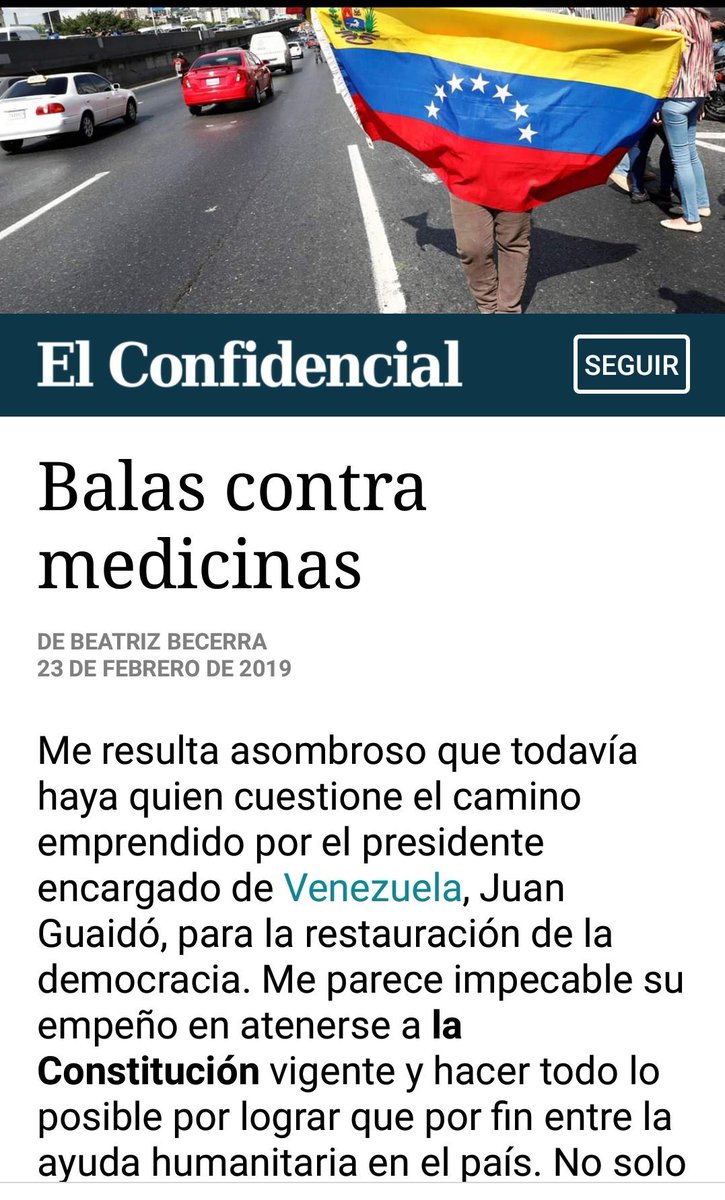 El Confidencial
SEGUIR
Balas contra
medicinas
DE BEATRIZ BECERRA
23 DE FEBRERO DE 2019
Me resulta asombroso que todavía
haya quien cuestione el camino
emprendido por el presidente
encargado de Venezuela, Juan
Guaidó, para la restauración de la
democracia. Me parece impecable su
empeño en atenerse a la
Constitución vigente y hacer todo lo
posible por lograr que por fin entre la
ayuda humanitaria en el país. No solo